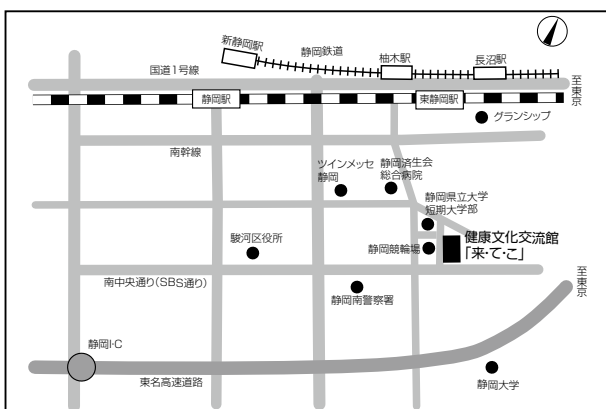 新静岡駅
静岡鉄道
柚木駅
長沼駅
国道1号線
至東京
静岡駅
東静岡駅
グランシップ
南幹線
ツインメッセ
静岡
静岡済生会
総合病院
静岡県立大学
短期大学部
駿河区役所
静岡競輪場
健康文化交流館
「来・て・こ」
南中央通り(SBS通り)
至東京
静岡南警察署
静岡I・C
東名高速道路
静岡大学